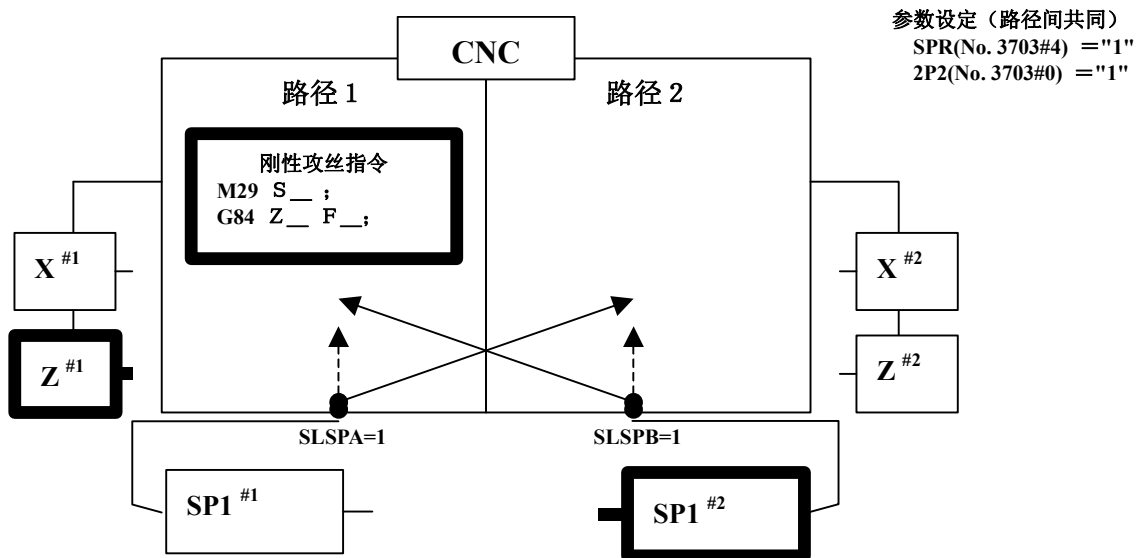 参数设定（路径间共同）
SPR(No. 3703#4) ＝"1"
2P2(No. 3703#0) ＝"1"
CNC
路径 1
路径 2
刚性攻丝指令
M29 S＿ ；
G84 Z＿ F＿；
X #1
X #2
Z #1
Z #2
SLSPA=1
SLSPB=1
SP1 #1
SP1 #2